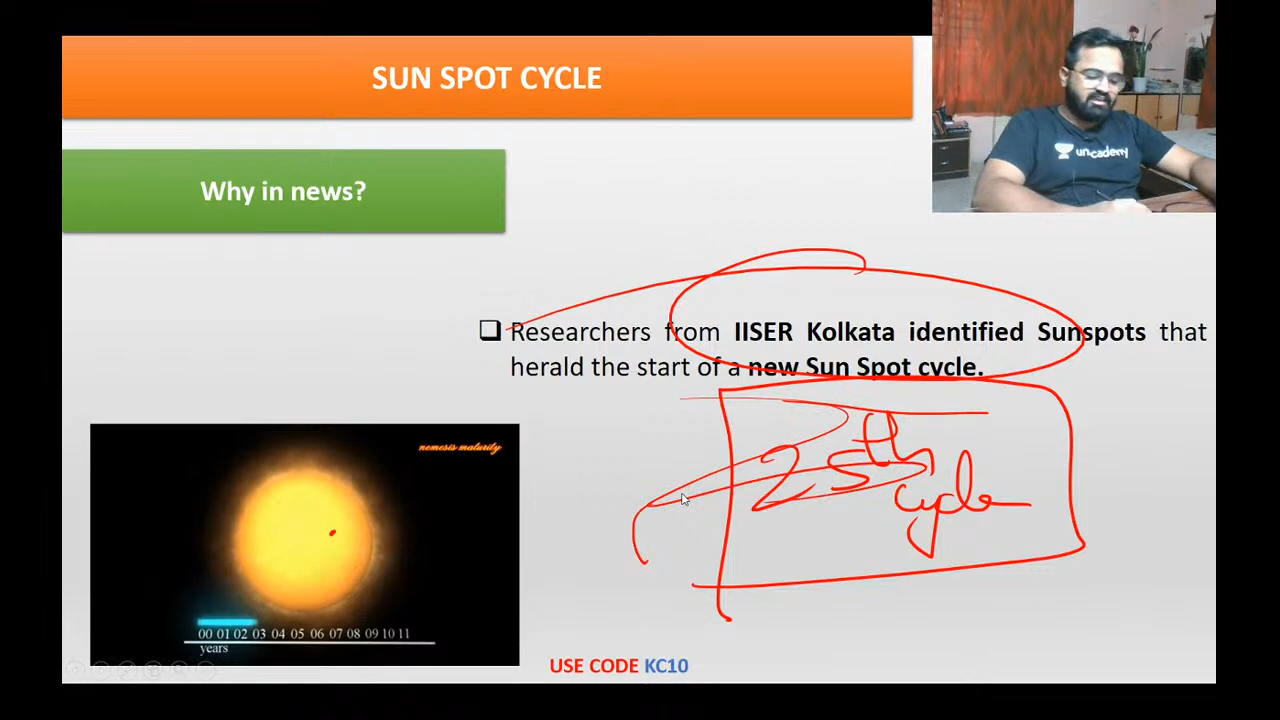 SUN SPOT CYCLE
unacademy
Why in news?
Researchers from IISER Kolkata identified Sunspots that
herald the start of a new Sun Spot cycle.
25th
cycle
nemesis maturity
00 01 02 03 04 05 06 07 08 09 10 11
years
USE CODE KC10